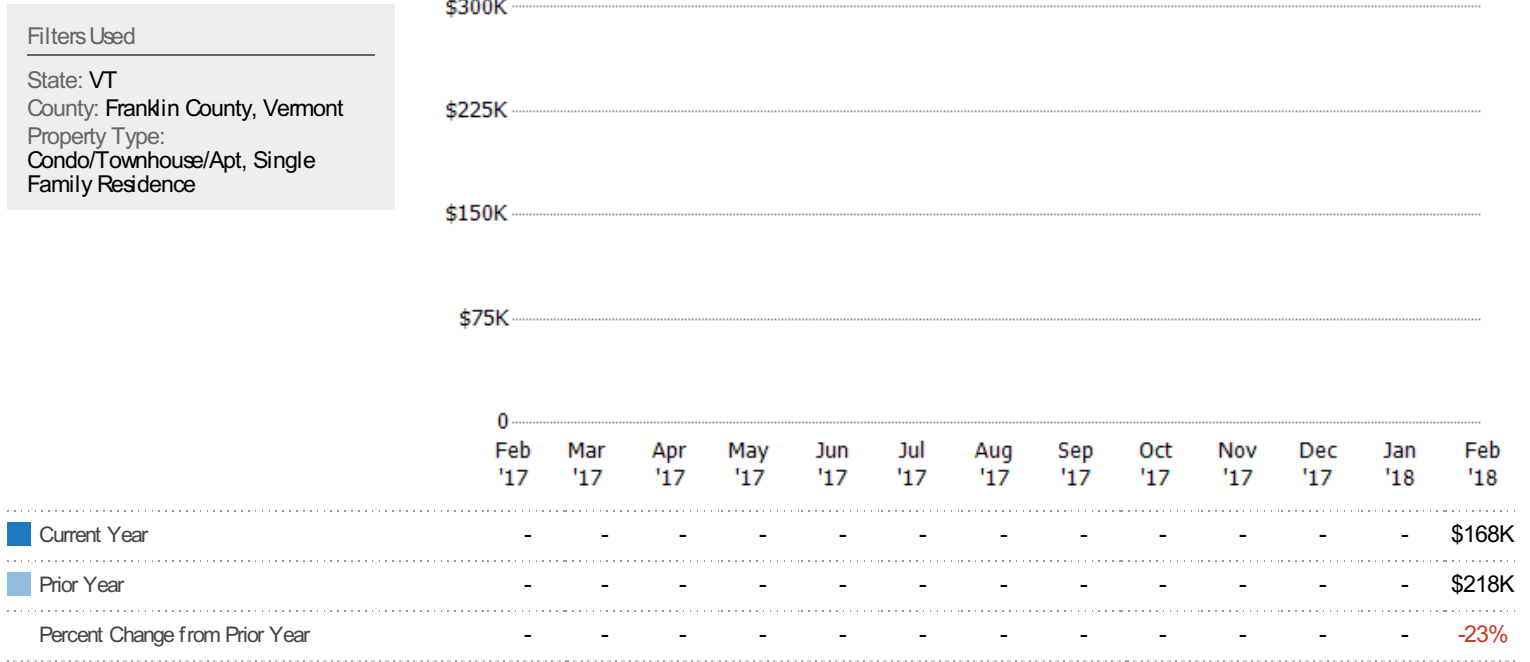 Filters Used
State: VT
County: Franklin County, Vermont
Property Type:
Condo/Townhouse/Apt, Single
Family Residence
$300K
$225K
$150K
$75K
0
Feb Mar Apr May Jun Jul Aug Sep Oct Nov Dec Jan Feb
'17 '17 '17 '17 '17 '17 '17 '17 '17 '17 '17 '18 '18
Current Year - - - - - - - - - - - - $168K
Prior Year - - - - - - - - - - - - $218K
Percent Change from Prior Year - - - - - - - - - - - - -23%